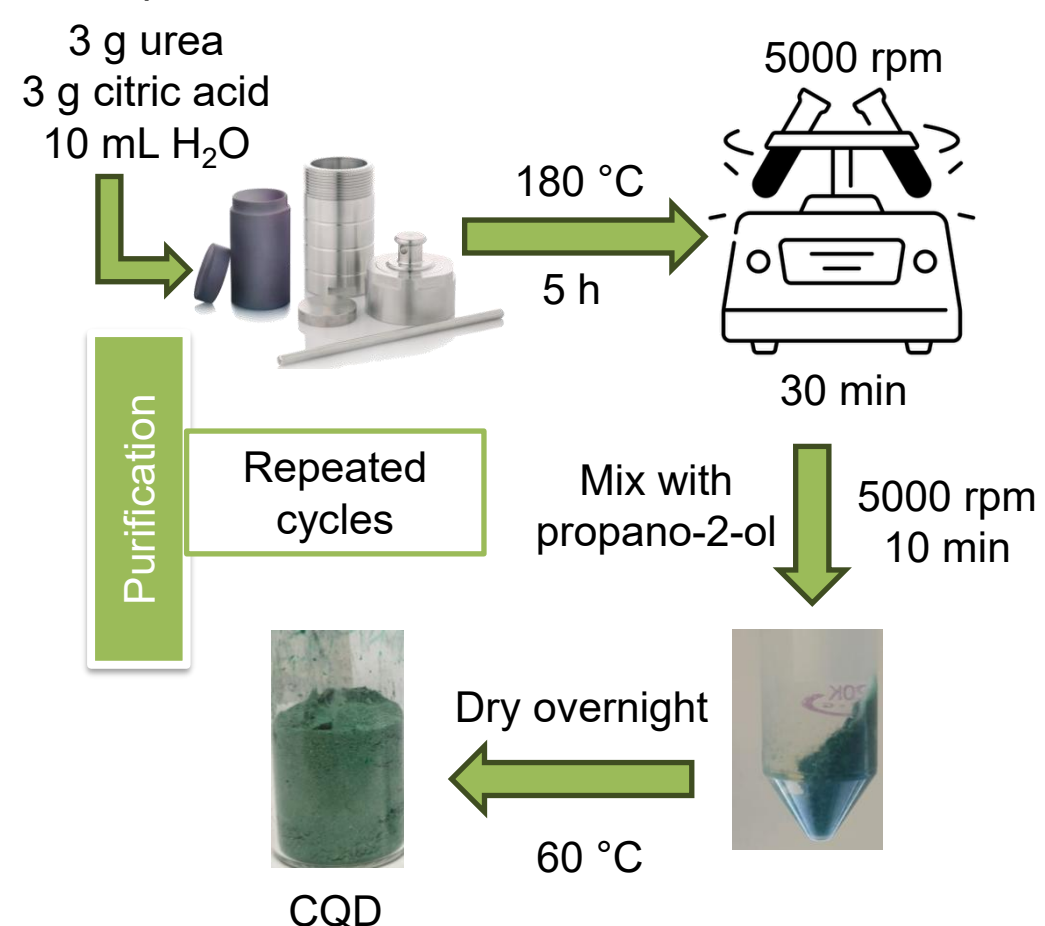 3 g urea
3 g citric acid
10 mL H₂O
180 °C
5 h
5000 rpm
30 min
Mix with
propano-2-ol
5000 rpm
10 min
Purification
Repeated
cycles
Dry overnight
60 °C
CQD